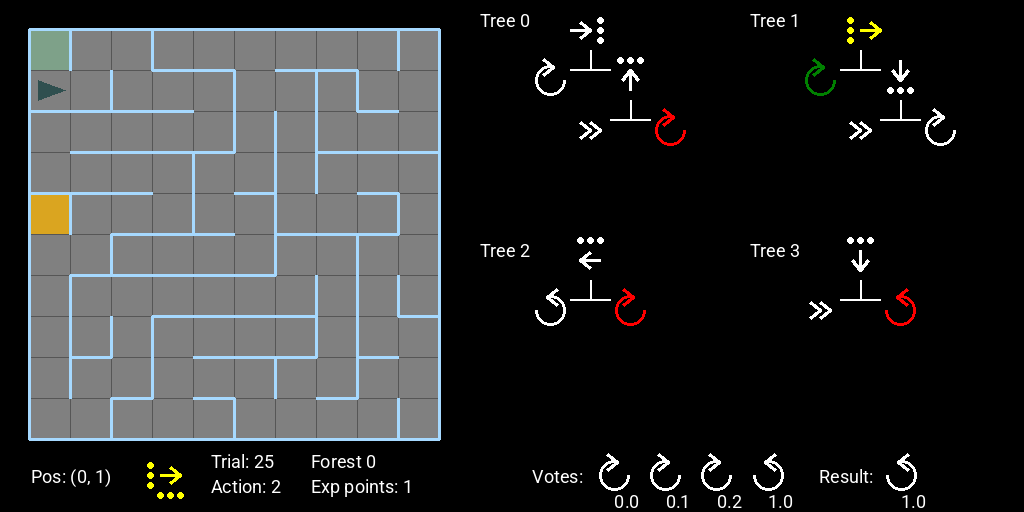 Tree 0
Tree 1
Tree 2
Tree 3
Pos: (0, 1)
Trial: 25
Forest 0
Action: 2
Exp points: 1
Votes:
0.0
0.1
0.2
1.0
Result:
1.0